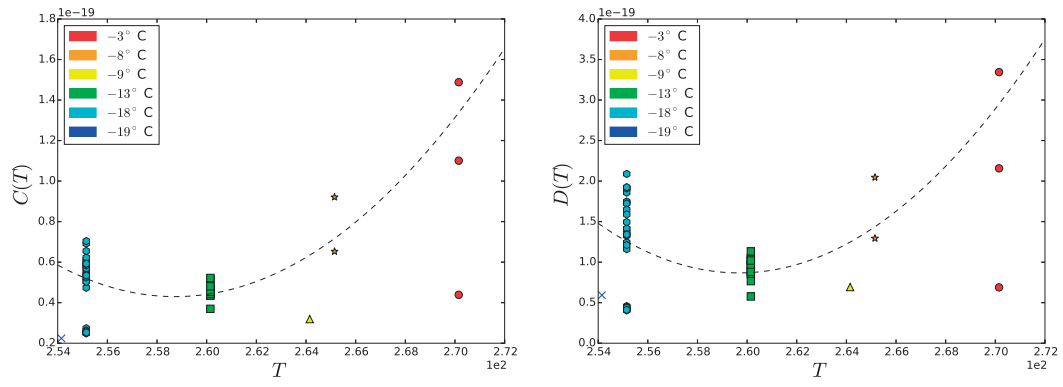 1e−19
1.8
1.6
1.4
1.2
1.0
0.8
0.6
0.4
0.2
C(T)
−3° C
−8° C
−9° C
−13° C
−18° C
−19° C
2.54 2.56 2.58 2.60 2.62 2.64 2.66 2.68 2.70 2.72
1e2
T
1e−19
4.0
3.5
3.0
2.5
2.0
1.5
1.0
0.5
0.0
D(T)
−3° C
−8° C
−9° C
−13° C
−18° C
−19° C
2.54 2.56 2.58 2.60 2.62 2.64 2.66 2.68 2.70 2.72
1e2
T